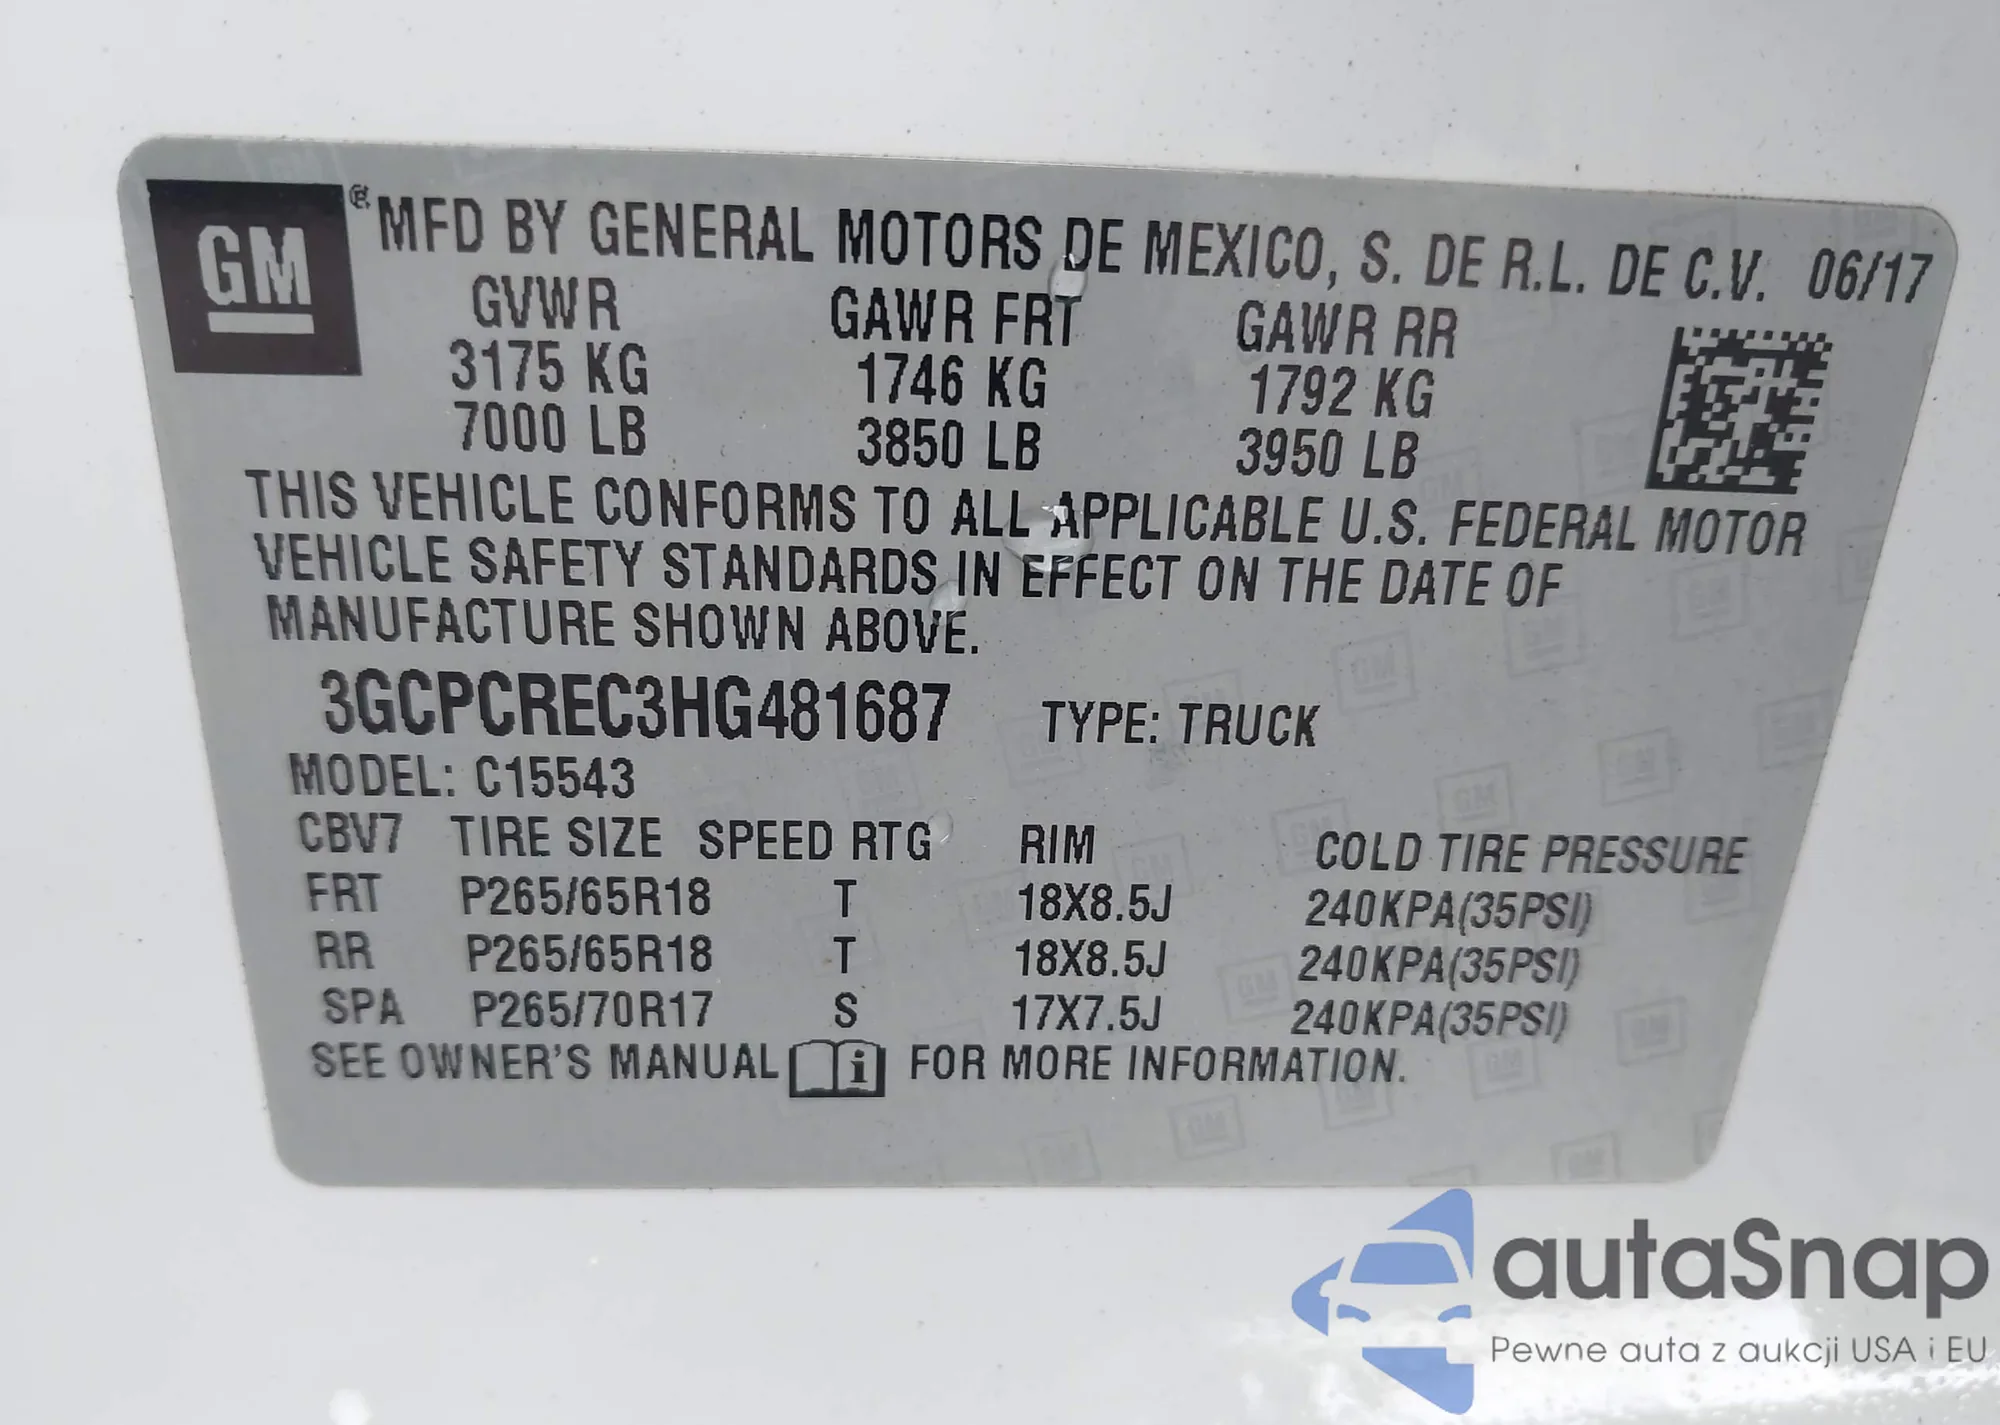 GM ® MFD BY GENERAL MOTORS DE MEXICO, S. DE R.L. DE C.V. 06/17
GVWR GAWR FRT GAWR RR
3175 KG 1746 KG 1792 KG
7000 LB 3850 LB 3950 LB
THIS VEHICLE CONFORMS TO ALL APPLICABLE U.S. FEDERAL MOTOR
VEHICLE SAFETY STANDARDS IN EFFECT ON THE DATE OF
MANUFACTURE SHOWN ABOVE.
3GCPCREC3HG481687 TYPE: TRUCK
MODEL: C15543
CBV7 TIRE SIZE SPEED RTG RIM COLD TIRE PRESSURE
FRT P265/65R18 T 18X8.5J 240KPA(35PSI)
RR P265/65R18 T 18X8.5J 240KPA(35PSI)
SPA P265/70R17 S 17X7.5J 240KPA(35PSI)
SEE OWNER'S MANUAL i FOR MORE INFORMATION.
autaSnap
Pewne auta z aukcji USA i EU